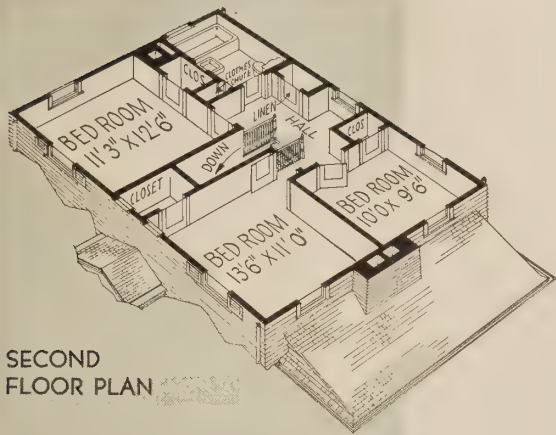 CLOS
CLOTHES
CHUTE
BED ROOM
11' 3" X 12' 6"
LINEN
HALL
CLOS
DOWN
CLOSET
BED ROOM
10'0 X 9'6"
BED ROOM
13'6" X 11' 0"
SECOND
FLOOR PLAN